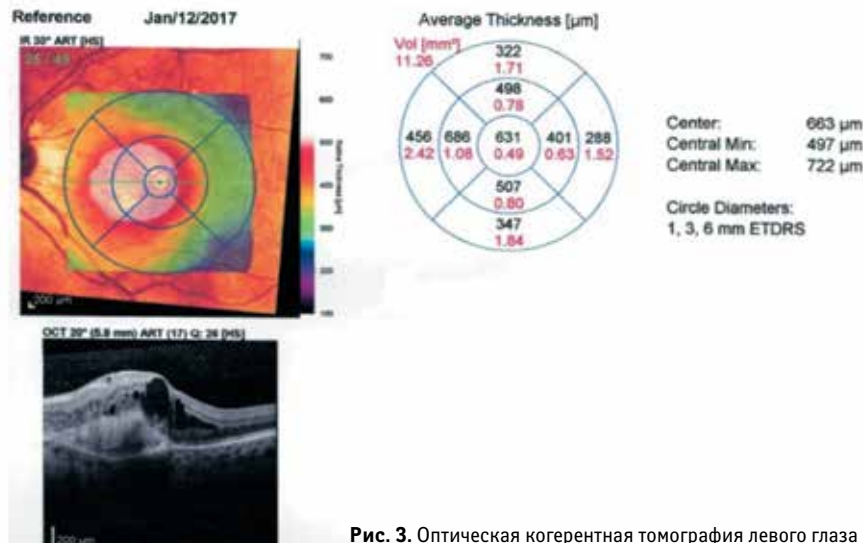 Reference Jan/12/2017
IR 30° ART [HS]
200 µm
OCT 20° (5.8 mm) ART (17) Q: 26 [HS]
200 µm
Average Thickness [µm]
Vol [mm³]
11.26
322
1.71
498
0.78
456 686 631 401 288
2.42 1.08 0.49 0.63 1.52
507
0.80
347
1.84
Center: 663 µm
Central Min: 497 µm
Central Max: 722 µm
Circle Diameters:
1, 3, 6 mm ETDRS
Рис. 3. Оптическая когерентная томография левого глаза